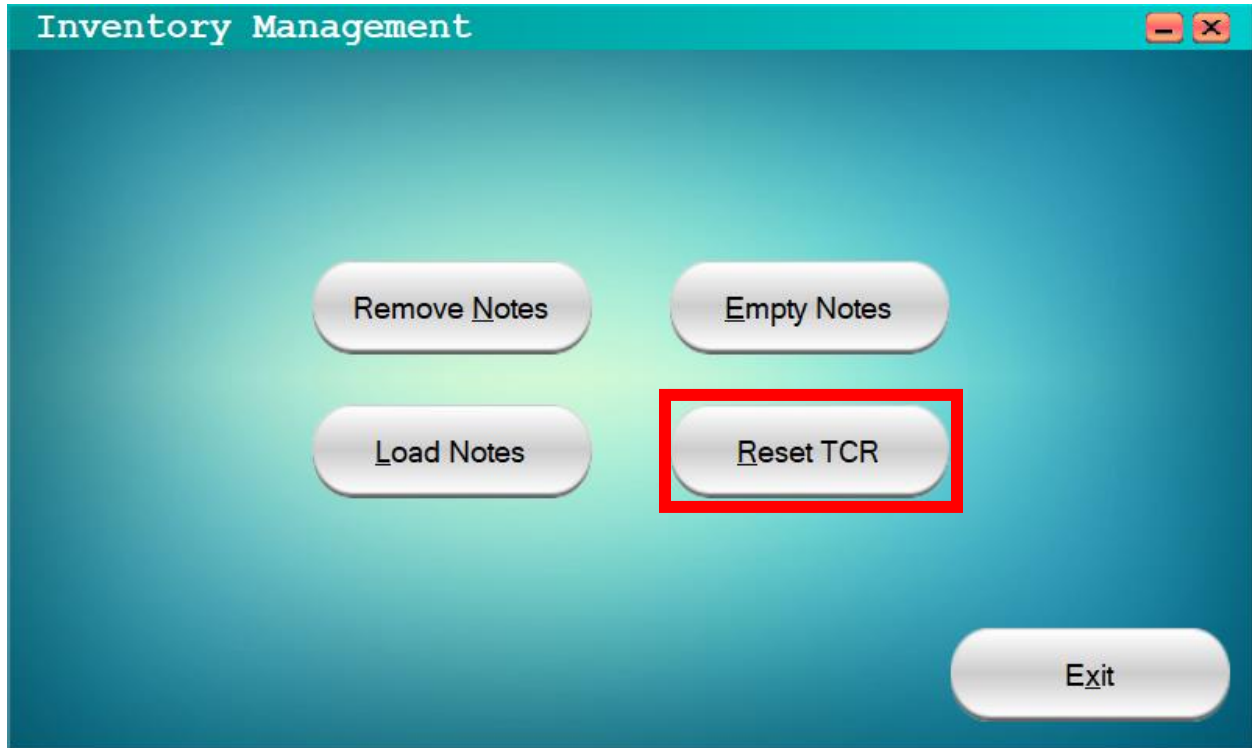 Inventory Management
Remove Notes
Empty Notes
Load Notes
Reset TCR
Exit